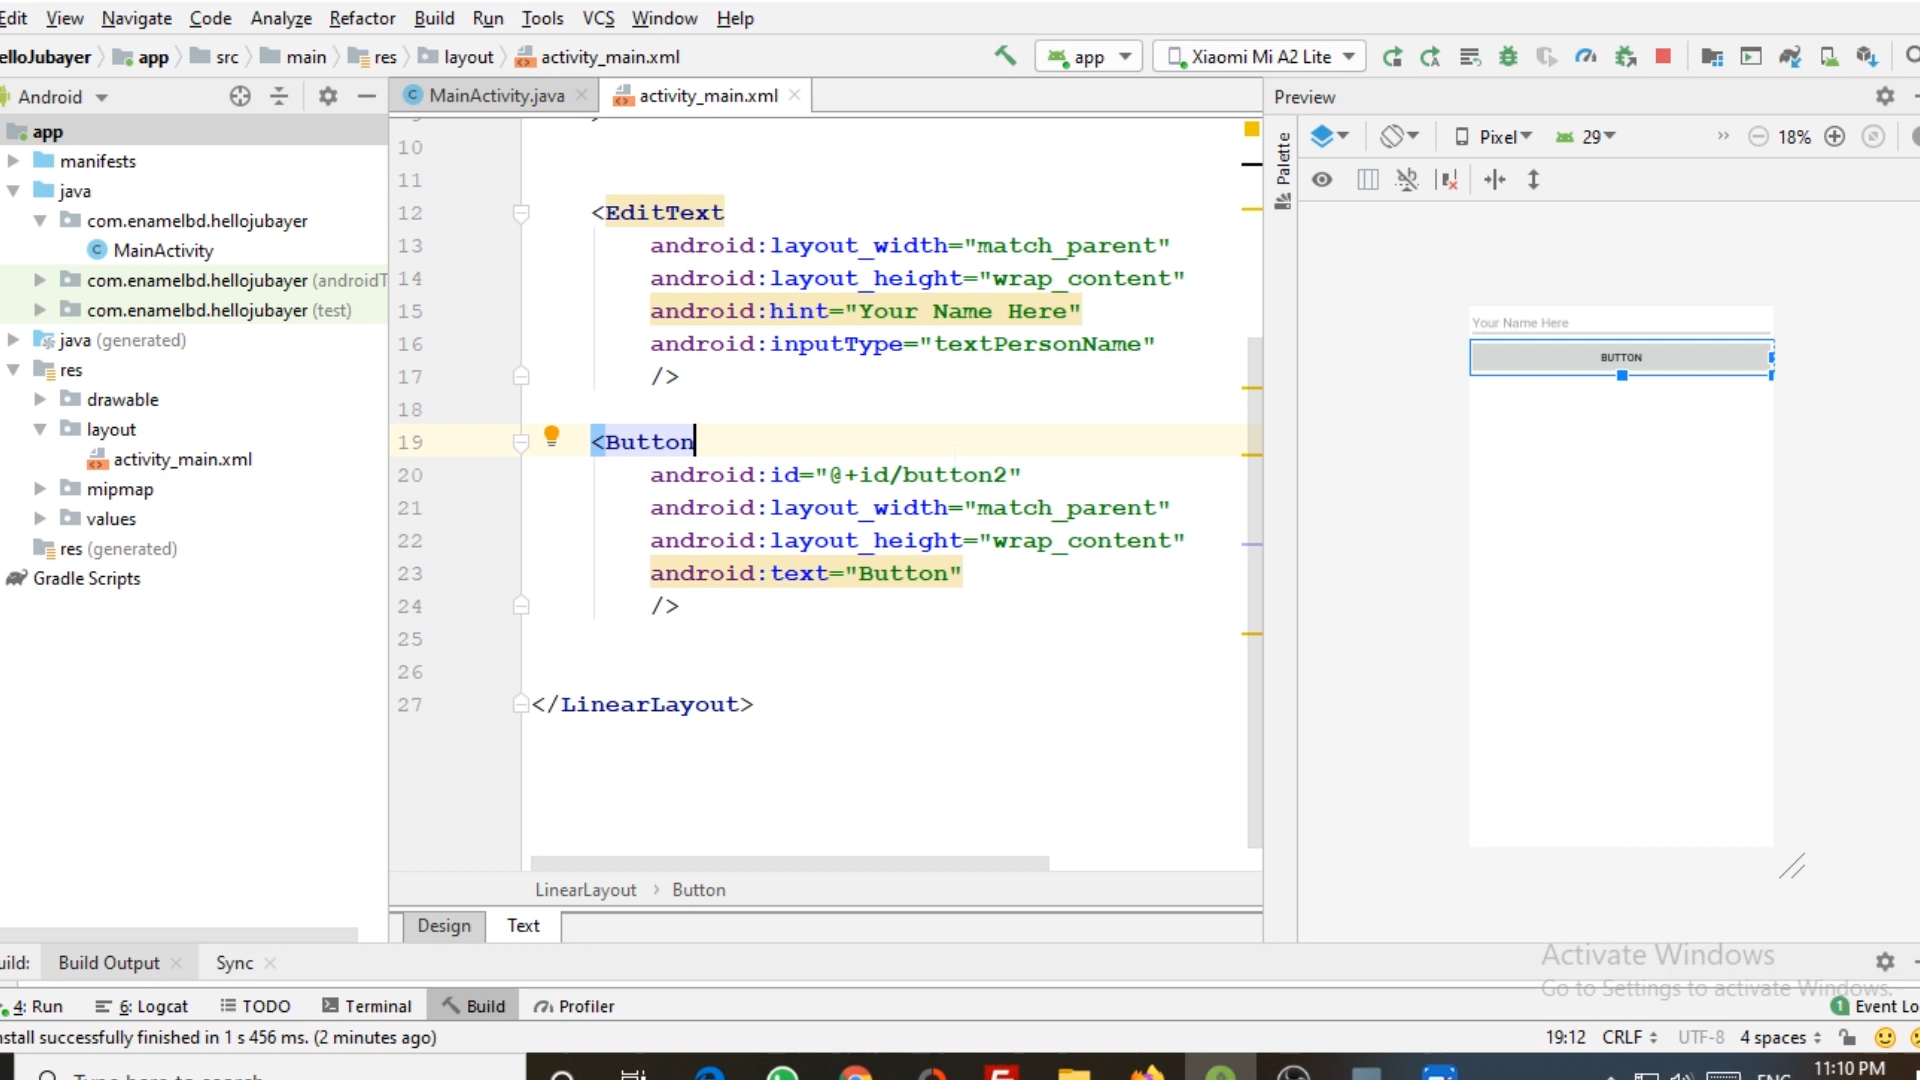 Edit View Navigate Code Analyze Refactor Build Run Tools VCS Window Help
elloJubayer app src main res layout activity_main.xml app Xiaomi Mi A2 Lite
Android MainActivity.java activity_main.xml Preview
app
manifests
java
com.enamelbd.hellojubayer
MainActivity
com.enamelbd.hellojubayer (androidT
com.enamelbd.hellojubayer (test)
java (generated)
res
drawable
layout
activity_main.xml
mipmap
values
res (generated)
Gradle Scripts
10
11
12 <EditText
13 android:layout_width="match_parent"
14 android:layout_height="wrap_content"
15 android:hint="Your Name Here"
16 android:inputType="textPersonName"
17 />
18
19 <Button
20 android:id="@+id/button2"
21 android:layout_width="match_parent"
22 android:layout_height="wrap_content"
23 android:text="Button"
24 />
25
26
27 </LinearLayout>
LinearLayout › Button
Design Text
Palette
Pixel 29 » 18%
Your Name Here
BUTTON
Activate Windows
Go to Settings to activate Windows.
uild: Build Output Sync
4: Run 6: Logcat TODO Terminal Build Profiler 1 Event Lo
nstall successfully finished in 1 s 456 ms. (2 minutes ago) 19:12 CRLF UTF-8 4 spaces
Type here to search ENG 11:10 PM